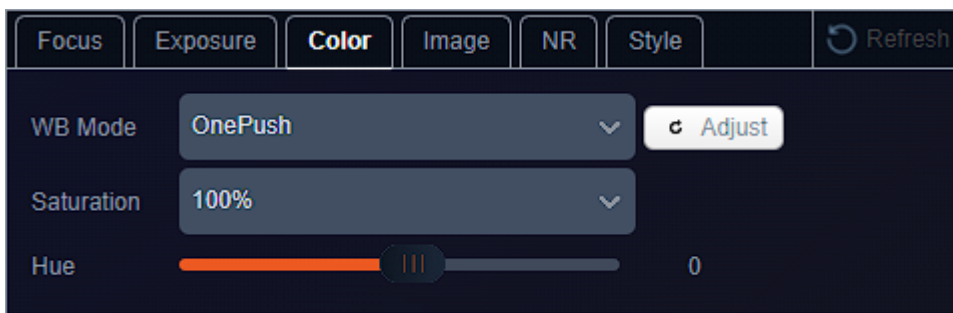 Focus Exposure Color Image NR Style Refresh
WB Mode OnePush Adjust
Saturation 100%
Hue 0